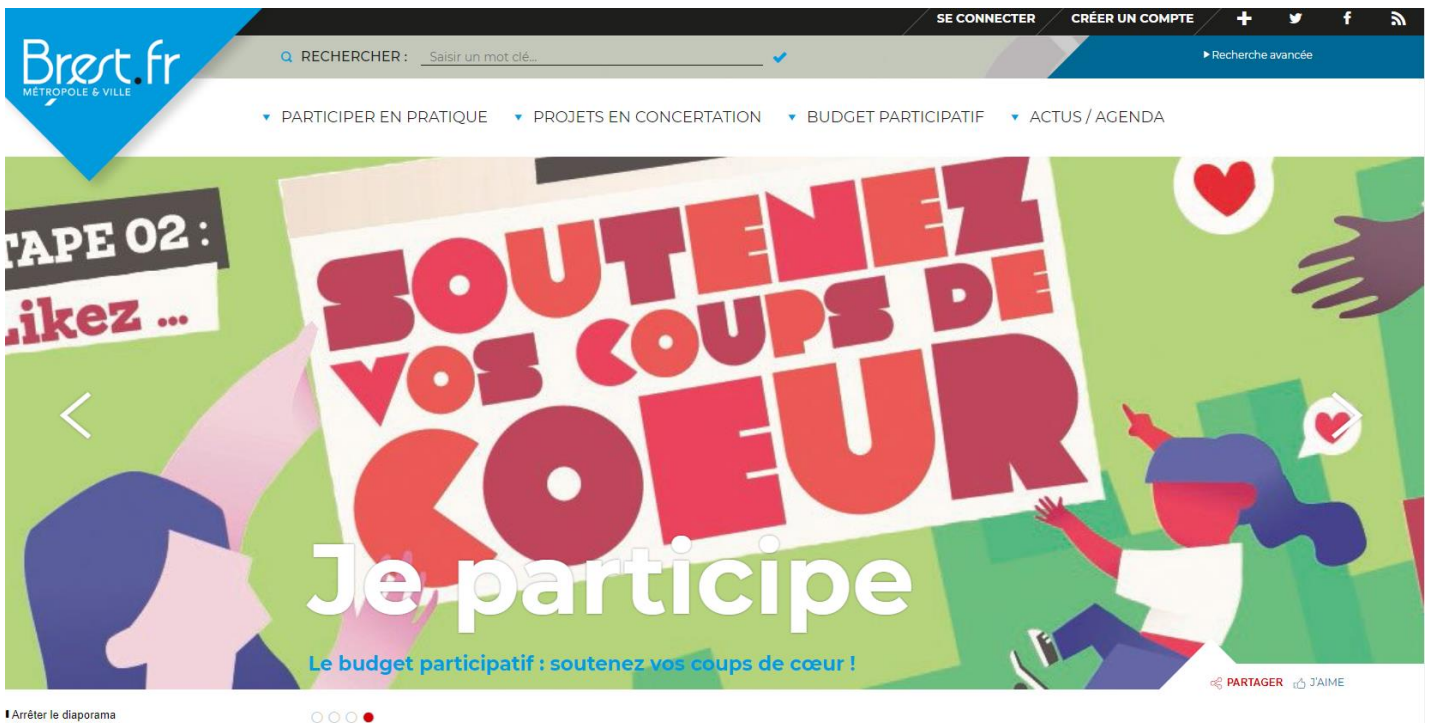 SE CONNECTER
CRÉER UN COMPTE
Brest.fr
MÉTROPOLE & VILLE
RECHERCHER :
Saisir un mot clé...
Recherche avancée
PARTICIPER EN PRATIQUE
PROJETS EN CONCERTATION
BUDGET PARTICIPATIF
ACTUS / AGENDA
TAPE 02 :
ikez ...
SOUTENEZ
VOS COUPS DE
COEUR
Je participe
Le budget participatif : soutenez vos coups de cœur !
PARTAGER
J'AIME
Arrêter le diaporama